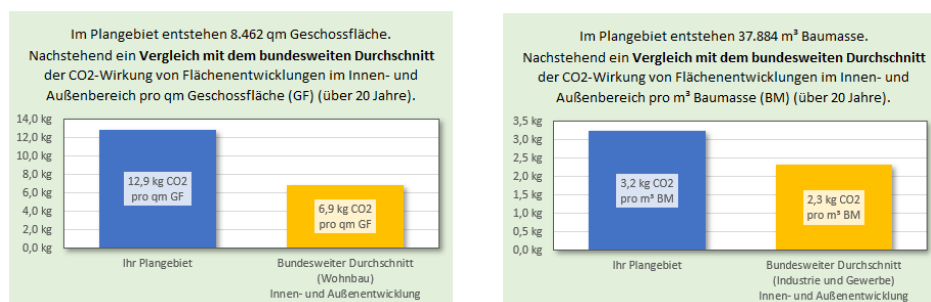 Im Plangebiet entstehen 8.462 qm Geschossfläche.
Nachstehend ein Vergleich mit dem bundesweiten Durchschnitt
der CO2-Wirkung von Flächenentwicklungen im Innen- und
Außenbereich pro qm Geschossfläche (GF) (über 20 Jahre).
14,0 kg
12,0 kg
10,0 kg
8,0 kg
6,0 kg
4,0 kg
2,0 kg
0,0 kg
12,9 kg CO2
pro qm GF
6,9 kg CO2
pro qm GF
Ihr Plangebiet
Bundesweiter Durchschnitt
(Wohnbau)
Innen- und Außenentwicklung
Im Plangebiet entstehen 37.884 m³ Baumasse.
Nachstehend ein Vergleich mit dem bundesweiten Durchschnitt
der CO2-Wirkung von Flächenentwicklungen im Innen- und
Außenbereich pro m³ Baumasse (BM) (über 20 Jahre).
3,5 kg
3,0 kg
2,5 kg
2,0 kg
1,5 kg
1,0 kg
0,5 kg
0,0 kg
3,2 kg CO2
pro m³ BM
2,3 kg CO2
pro m³ BM
Ihr Plangebiet
Bundesweiter Durchschnitt
(Industrie und Gewerbe)
Innen- und Außenentwicklung